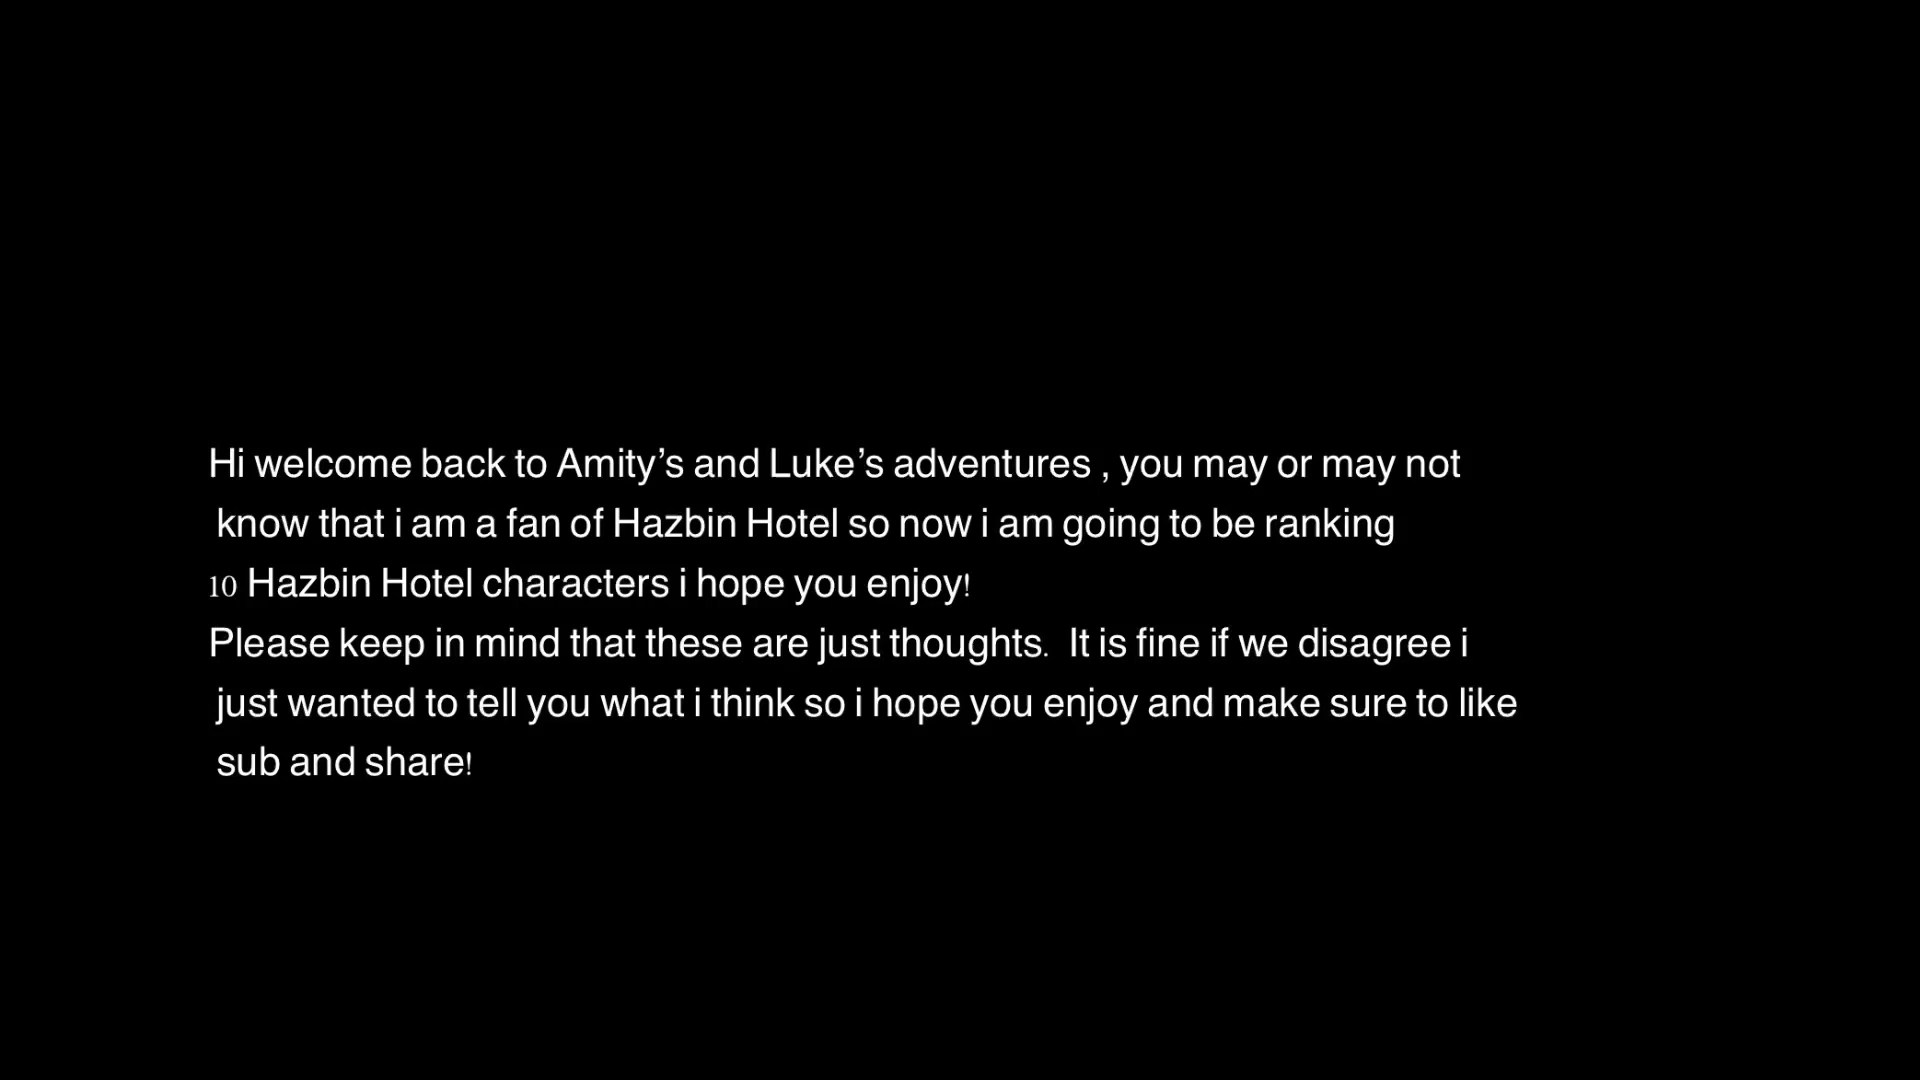 Hi welcome back to Amity’s and Luke’s adventures , you may or may not
know that i am a fan of Hazbin Hotel so now i am going to be ranking
10 Hazbin Hotel characters i hope you enjoy!
Please keep in mind that these are just thoughts.  It is fine if we disagree i
just wanted to tell you what i think so i hope you enjoy and make sure to like
sub and share!